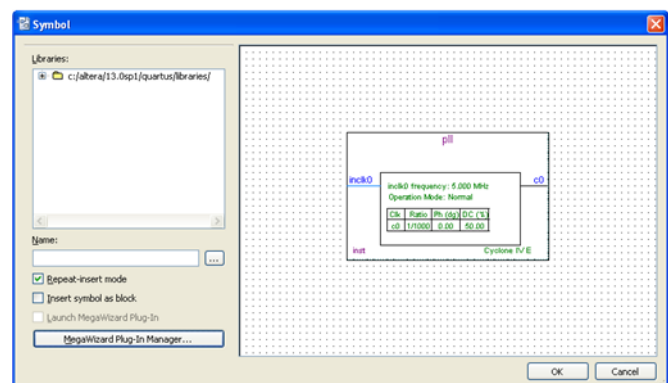 Symbol
Libraries:
c:/altera/13.0sp1/quartus/libraries/
Name:
...
Repeat-insert mode
Insert symbol as block
Launch MegaWizard Plug-In
MegaWizard Plug-In Manager...
pll
inclk0
c0
inclk0 frequency: 5.000 MHz
Operation Mode: Normal
Clk Ratio Ph (dg) DC (%)
c0 1/1000 0.00 50.00
inst
Cyclone IV E
OK
Cancel